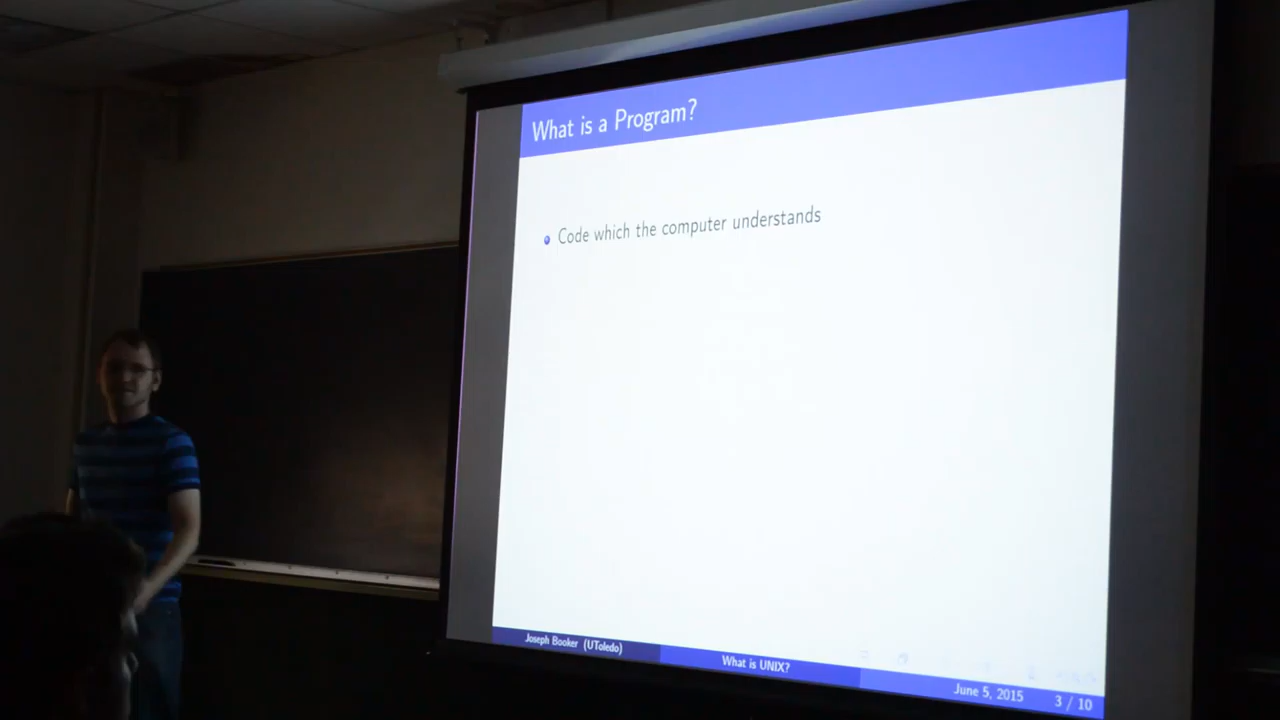 What is a Program?
Code which the computer understands
Joseph Booker (UToledo)
What is UNIX?
June 5, 2015
3 / 10